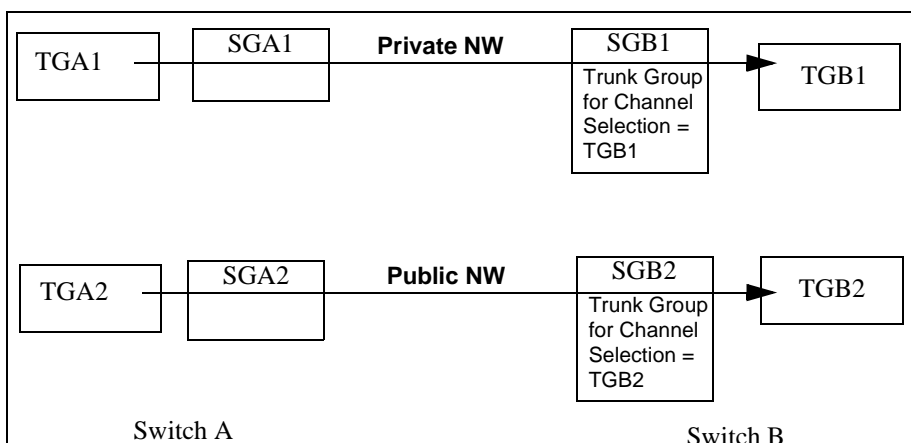 TGA1
SGA1
Private NW
SGB1
Trunk Group
for Channel
Selection =
TGB1
TGB1
TGA2
SGA2
Public NW
SGB2
Trunk Group
for Channel
Selection =
TGB2
TGB2
Switch A
Switch B